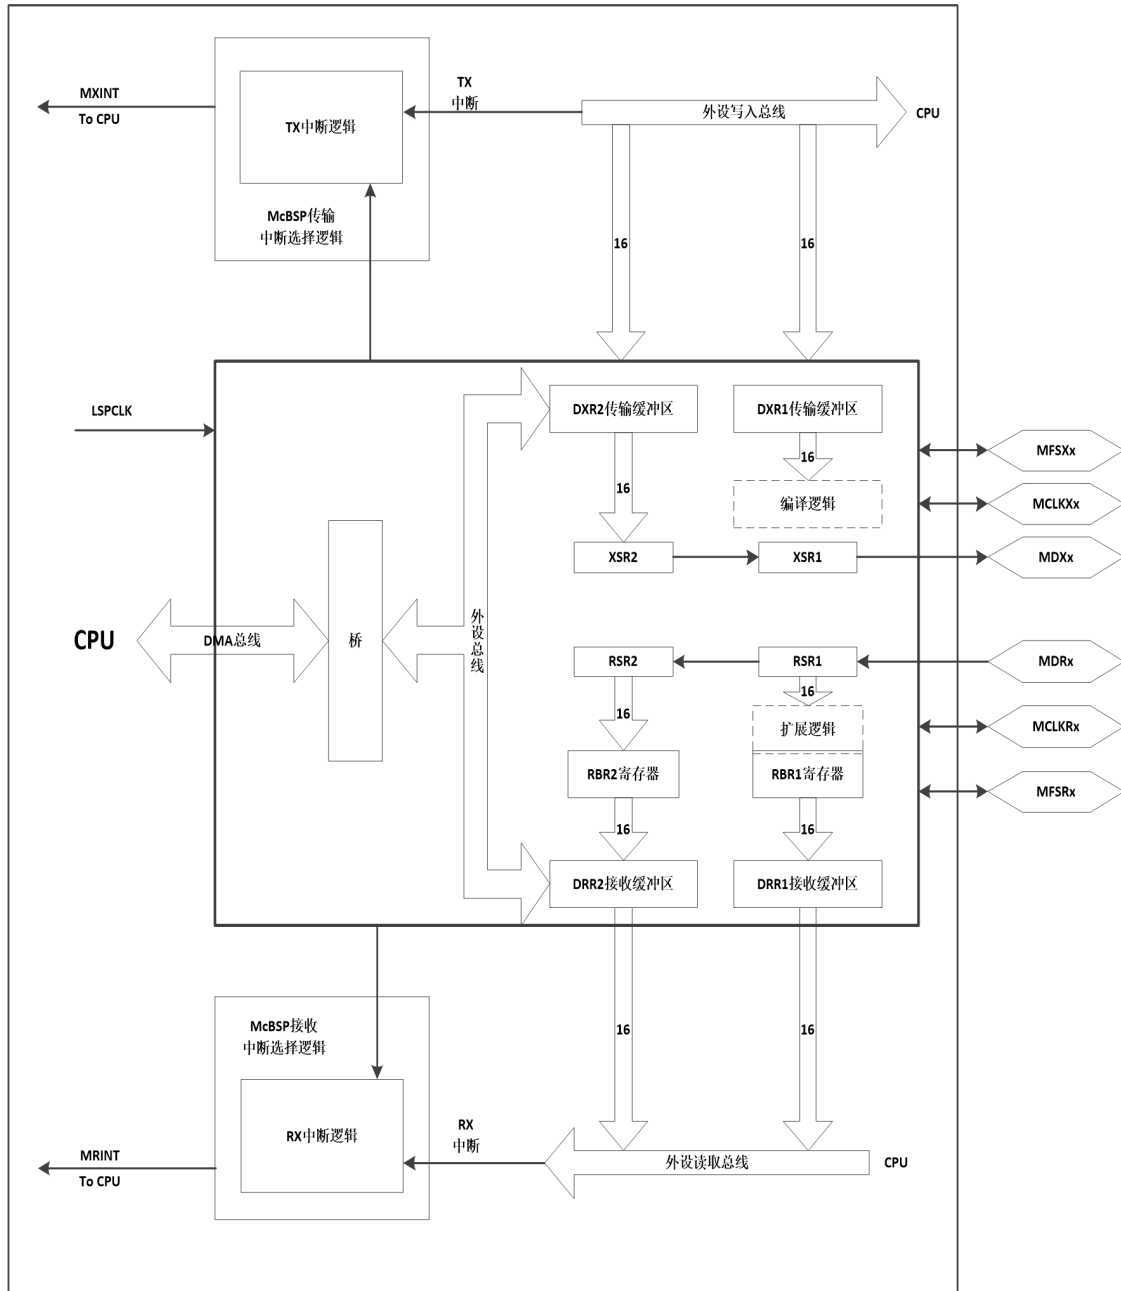 MXINT
To CPU
TX中断逻辑
TX
中断
外设写入总线
CPU
McBSP传输
中断选择逻辑
16
16
LSPCLK
DXR2传输缓冲区
DXR1传输缓冲区
16
16
编译逻辑
XSR2
XSR1
MFSXx
MCLKXx
MDXx
CPU
DMA总线
桥
外设总线
RSR2
RSR1
16
16
扩展逻辑
RBR2寄存器
RBR1寄存器
16
16
DRR2接收缓冲区
DRR1接收缓冲区
MDRx
MCLKRx
MFSRx
16
16
McBSP接收
中断选择逻辑
RX中断逻辑
RX
中断
外设读取总线
CPU
MRINT
To CPU